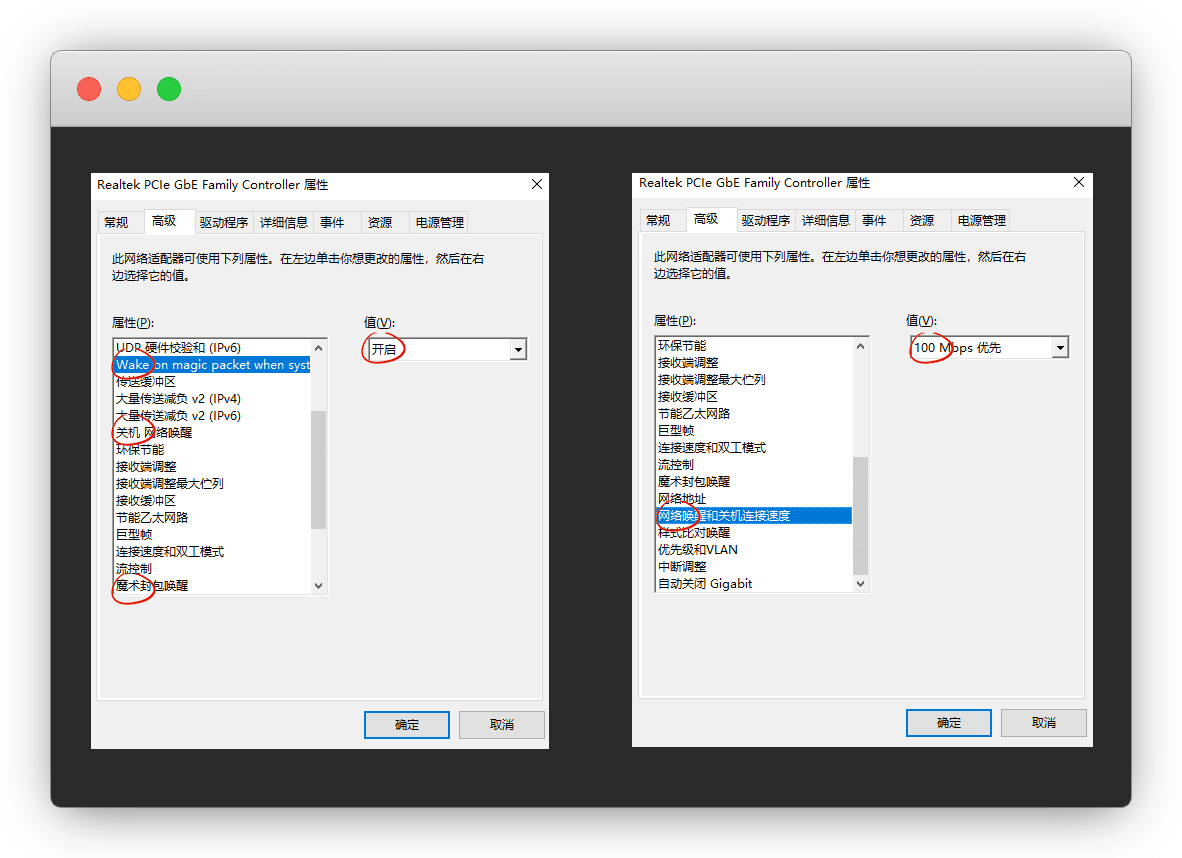 Realtek PCIe GbE Family Controller 属性
常规 高级 驱动程序 详细信息 事件 资源 电源管理
此网络适配器可使用下列属性。在左边单击你想更改的属性，然后在右
边选择它的值。
属性(P):
值(V):
UDP 硬件校验和 (IPv6)
Wake on magic packet when syst
传送缓冲区
大量传送减负 v2 (IPv4)
大量传送减负 v2 (IPv6)
关机 网络唤醒
环保节能
接收端调整
接收端调整最大伫列
接收缓冲区
节能乙太网路
巨型帧
连接速度和双工模式
流控制
魔术封包唤醒
开启
确定
取消
Realtek PCIe GbE Family Controller 属性
常规 高级 驱动程序 详细信息 事件 资源 电源管理
此网络适配器可使用下列属性。在左边单击你想更改的属性，然后在右
边选择它的值。
属性(P):
值(V):
环保节能
接收端调整
接收端调整最大伫列
接收缓冲区
节能乙太网路
巨型帧
连接速度和双工模式
流控制
魔术封包唤醒
网络地址
网络唤醒和关机连接速度
样式比对唤醒
优先级和VLAN
中断调整
自动关闭 Gigabit
100 Mbps 优先
确定
取消